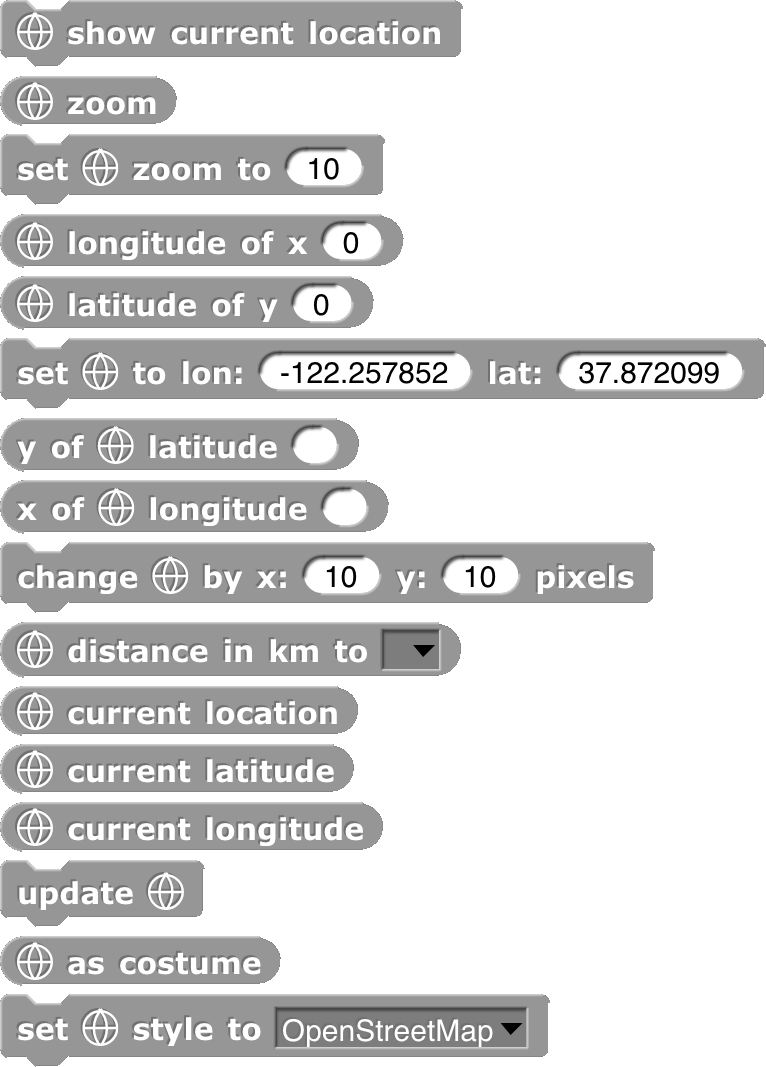 show current location
zoom
set zoom to 10
longitude of x 0
latitude of y 0
set to lon: -122.257852 lat: 37.872099
y of latitude
x of longitude
change by x: 10 y: 10 pixels
distance in km to
current location
current latitude
current longitude
update
as costume
set style to OpenStreetMap